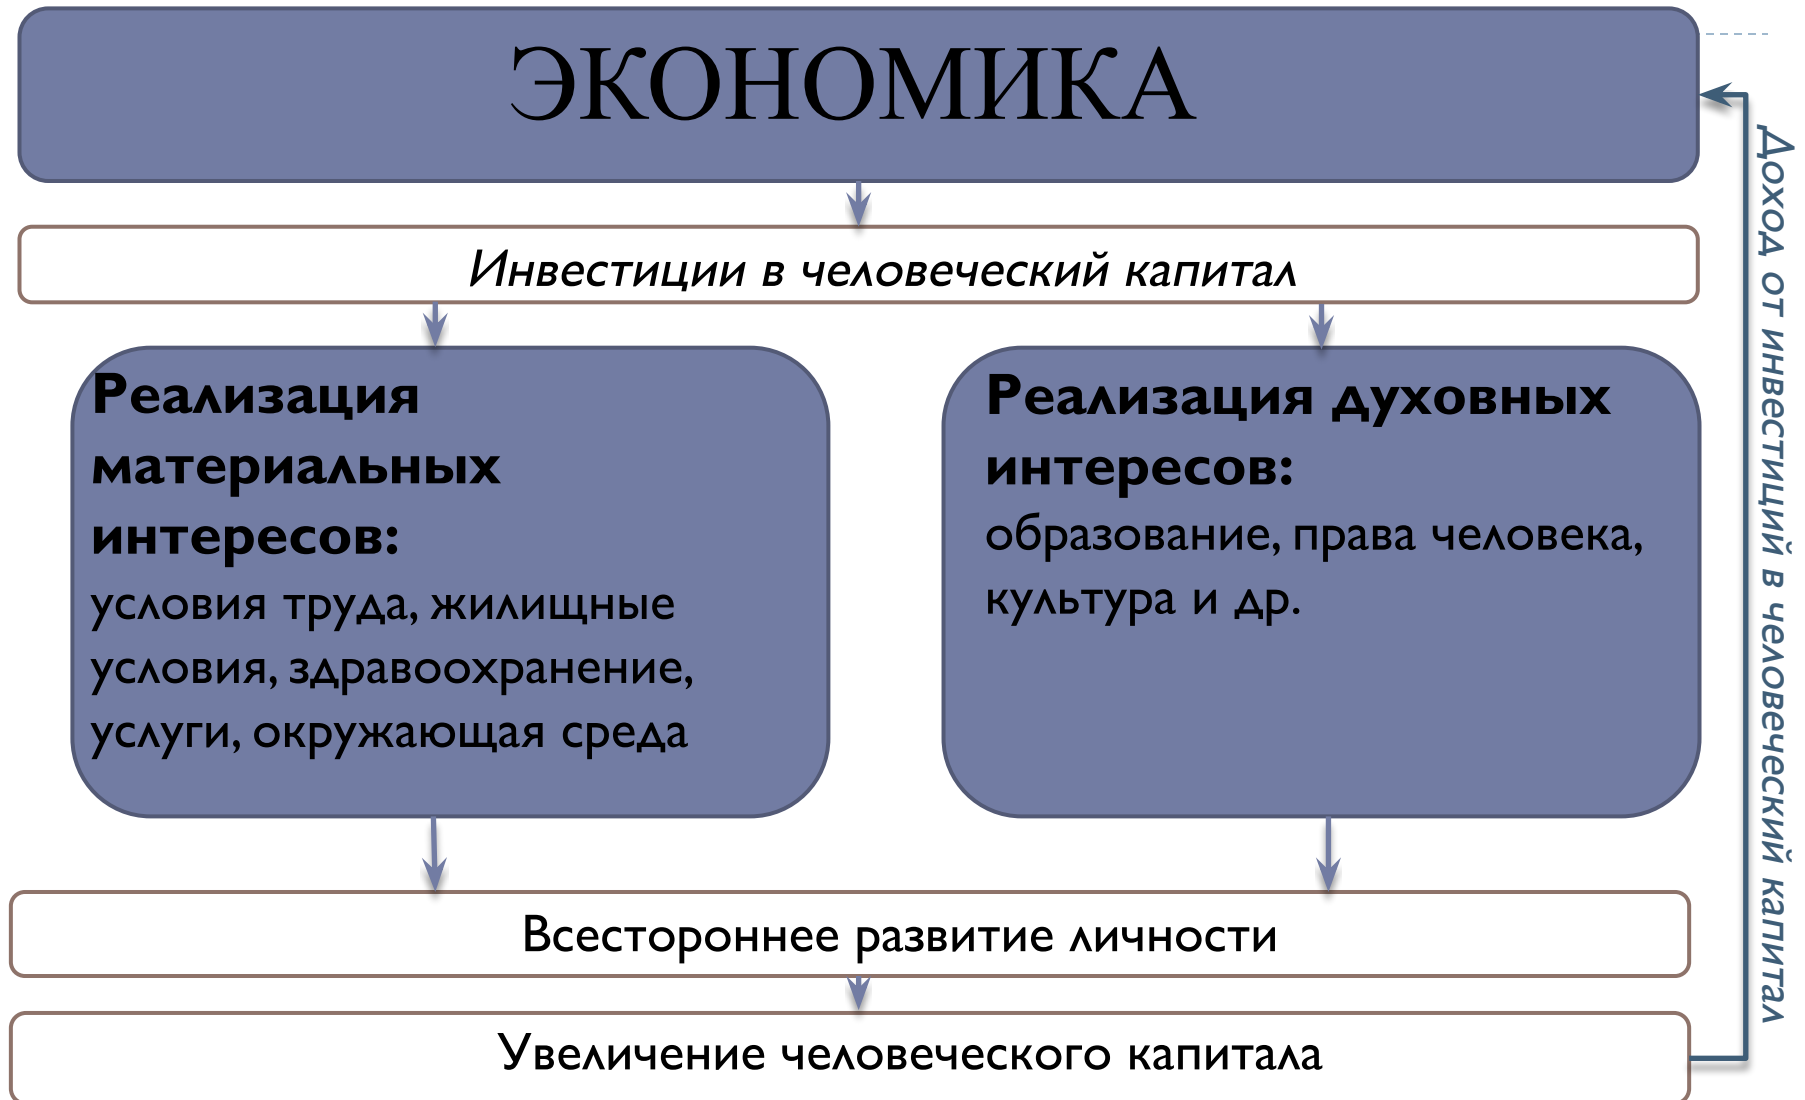 ЭКОНОМИКА
Инвестиции в человеческий капитал
Реализация
материальных
интересов:
условия труда, жилищные
условия, здравоохранение,
услуги, окружающая среда
Реализация духовных
интересов:
образование, права человека,
культура и др.
Всестороннее развитие личности
Увеличение человеческого капитала
Доход от инвестиций в человеческий капитал